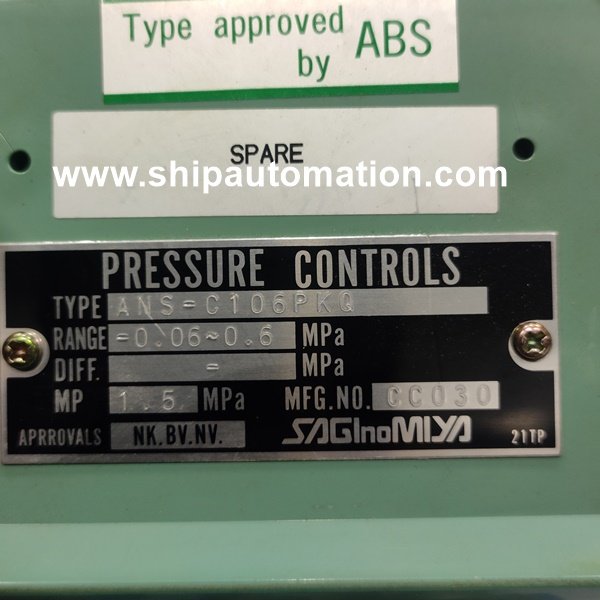 Type approved
by ABS
SPARE
www.shipautomation.com
PRESSURE CONTROLS
TYPE ANS-C106PKQ
RANGE -0.06~0.6 MPa
DIFF. - MPa
MP 1.5 MPa MFG.NO. CC030
APRROVALS NK.BV.NV. SAGInoMIYA 21TP